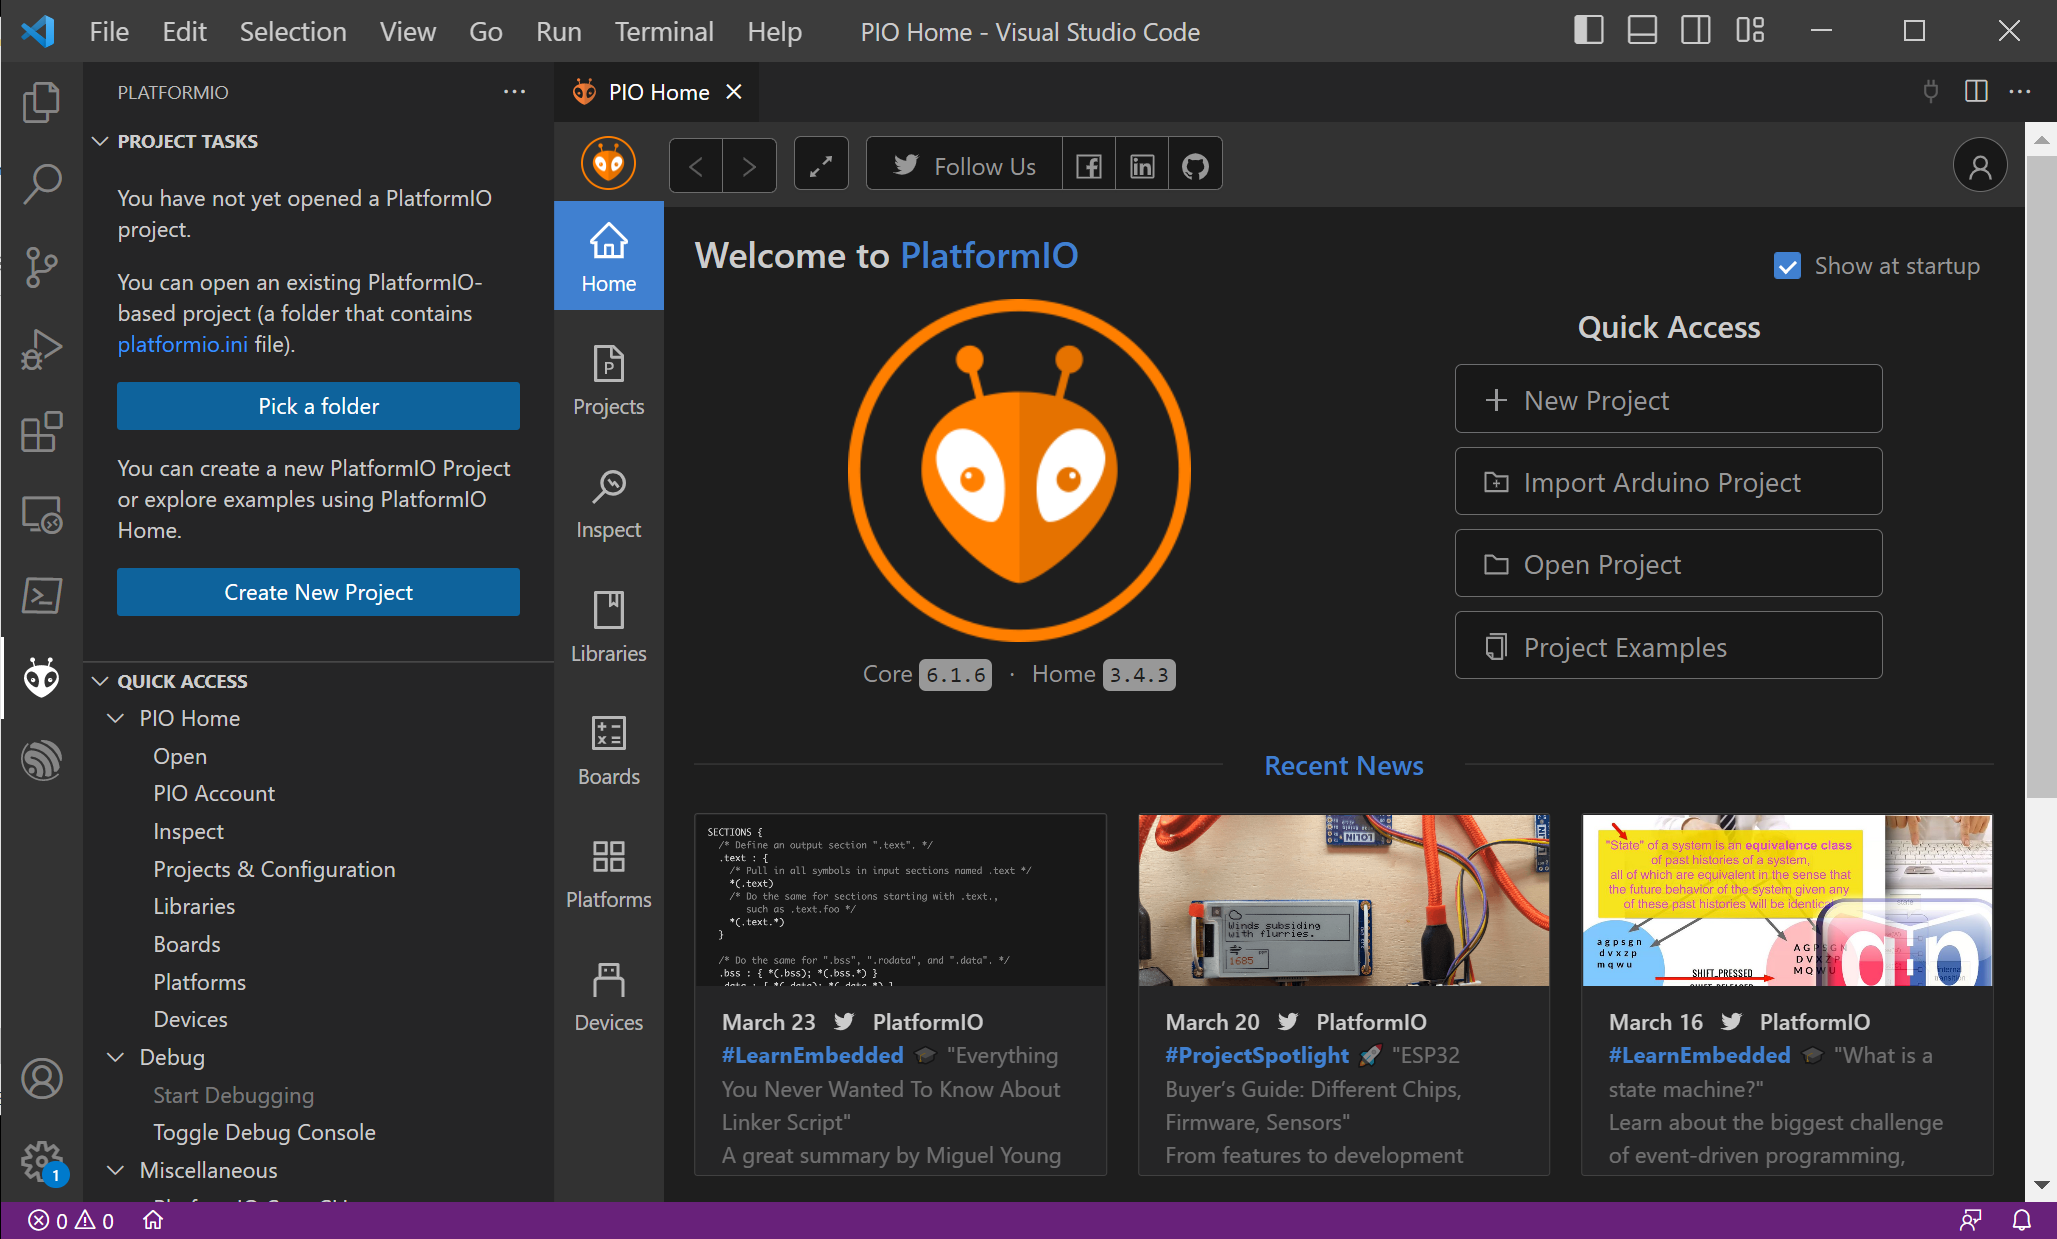 File Edit Selection View Go Run Terminal Help PIO Home - Visual Studio Code
PLATFORMIO
PROJECT TASKS
You have not yet opened a PlatformIO
project.
You can open an existing PlatformIO-
based project (a folder that contains
platformio.ini file).
Pick a folder
You can create a new PlatformIO Project
or explore examples using PlatformIO
Home.
Create New Project
QUICK ACCESS
PIO Home
Open
PIO Account
Inspect
Projects & Configuration
Libraries
Boards
Platforms
Devices
Debug
Start Debugging
Toggle Debug Console
Miscellaneous
PIO Home
Follow Us
Home
Projects
Inspect
Libraries
Boards
Platforms
Devices
Welcome to PlatformIO
Show at startup
Core 6.1.6 · Home 3.4.3
Quick Access
New Project
Import Arduino Project
Open Project
Project Examples
Recent News
SECTIONS {
/* Define an output section ".text". */
.text : {
/* Pull in all symbols in input sections named .text */
*(.text)
/* Do the same for sections starting with .text.,
such as .text.foo */
*(.text.*)
}
/* Do the same for ".bss", ".rodata", and ".data". */
.bss : { *(.bss); *(.bss.*) }
March 23 PlatformIO
#LearnEmbedded 🎓 "Everything
You Never Wanted To Know About
Linker Script"
A great summary by Miguel Young
LOLIN
Winds subsiding
with flurries.
1685
March 20 PlatformIO
#ProjectSpotlight 🚀 "ESP32
Buyer's Guide: Different Chips,
Firmware, Sensors"
From features to development
"State" of a system is an equivalence class
of past histories of a system,
all of which are equivalent in the sense that
the future behavior of the system given any
of these past histories will be
state
a g p s g n
d v x z p
m q w u
A G P S G N
D V X Z P
M Q W U
SHIFT_PRESSED
March 16 PlatformIO
#LearnEmbedded 🎓 "What is a
state machine?"
Learn about the biggest challenge
of event-driven programming,
1
0 0